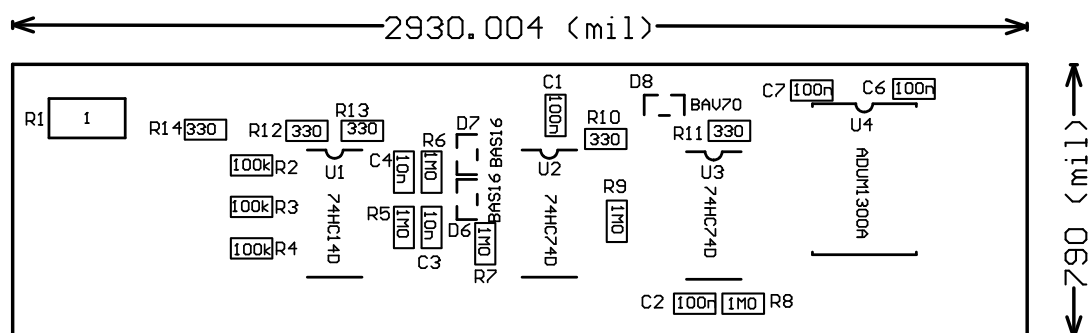 2930.004 (mil)
790 (mil)
R1 1
R14 330
R12 330
R13 330
100k R2
100k R3
100k R4
U1
74HC14D
C4 10n
R6 1M0
R5 1M0
10n C3
D7 BAS16
D6 BAS16
1M0 R7
C1 100n
U2
74HC74D
R10 330
R9 1M0
D8 BAV70
R11 330
U3
74HC74D
C2 100n
1M0 R8
C7 100n
C6 100n
U4
ADUM1300A